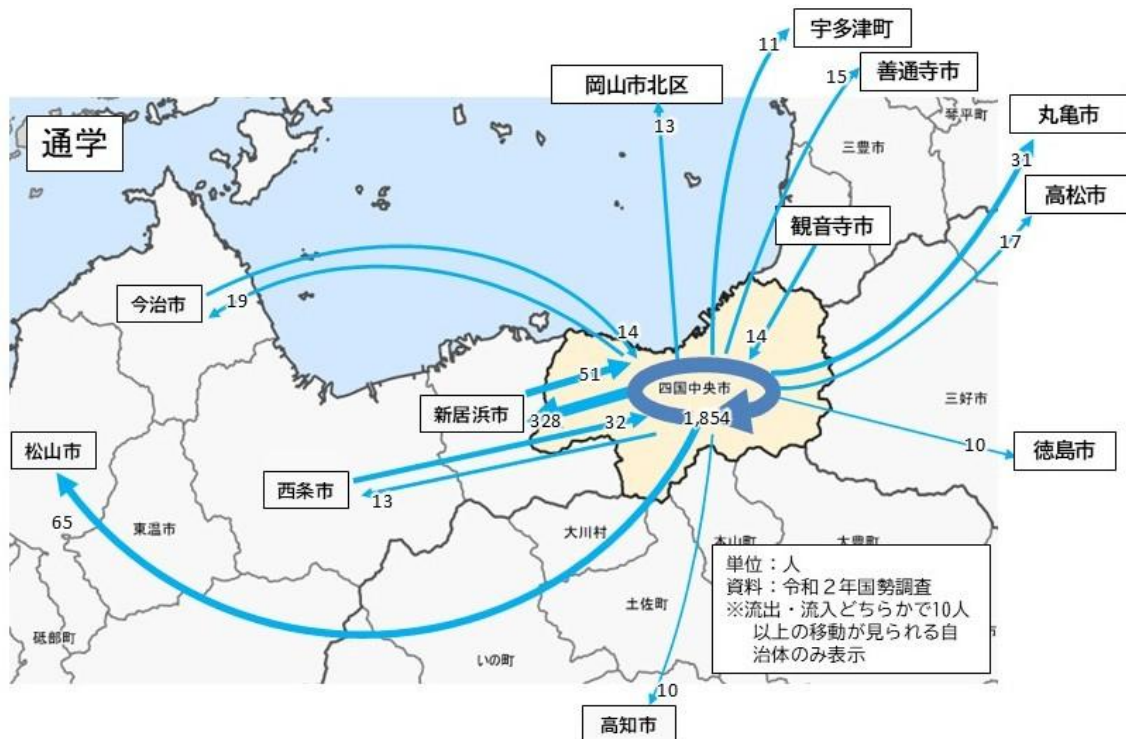 宇多津町
11
岡山市北区
15
善通寺市
13
丸亀市
琴平町
通学
三豊市
31
高松市
観音寺市
17
今治市
19
14
14
51
四国中央市
新居浜市
328
32
1,854
三好市
松山市
10
徳島市
西条市
13
65
東温市
大川村
本山町
大豊町
単位：人
資料：令和２年国勢調査
※流出・流入どちらかで10人
以上の移動が見られる自
治体のみ表示
土佐町
砥部町
いの町
10
高知市